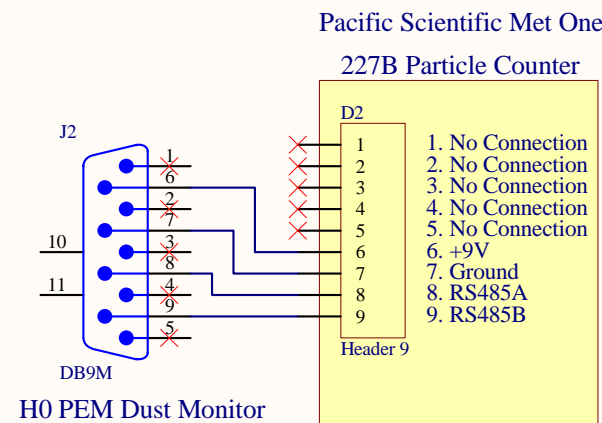 Pacific Scientific Met One
227B Particle Counter
J2
D2
1
6
2
7
3
8
4
9
5
10
11
1
2
3
4
5
6
7
8
9
1. No Connection
2. No Connection
3. No Connection
4. No Connection
5. No Connection
6. +9V
7. Ground
8. RS485A
9. RS485B
Header 9
DB9M
H0 PEM Dust Monitor